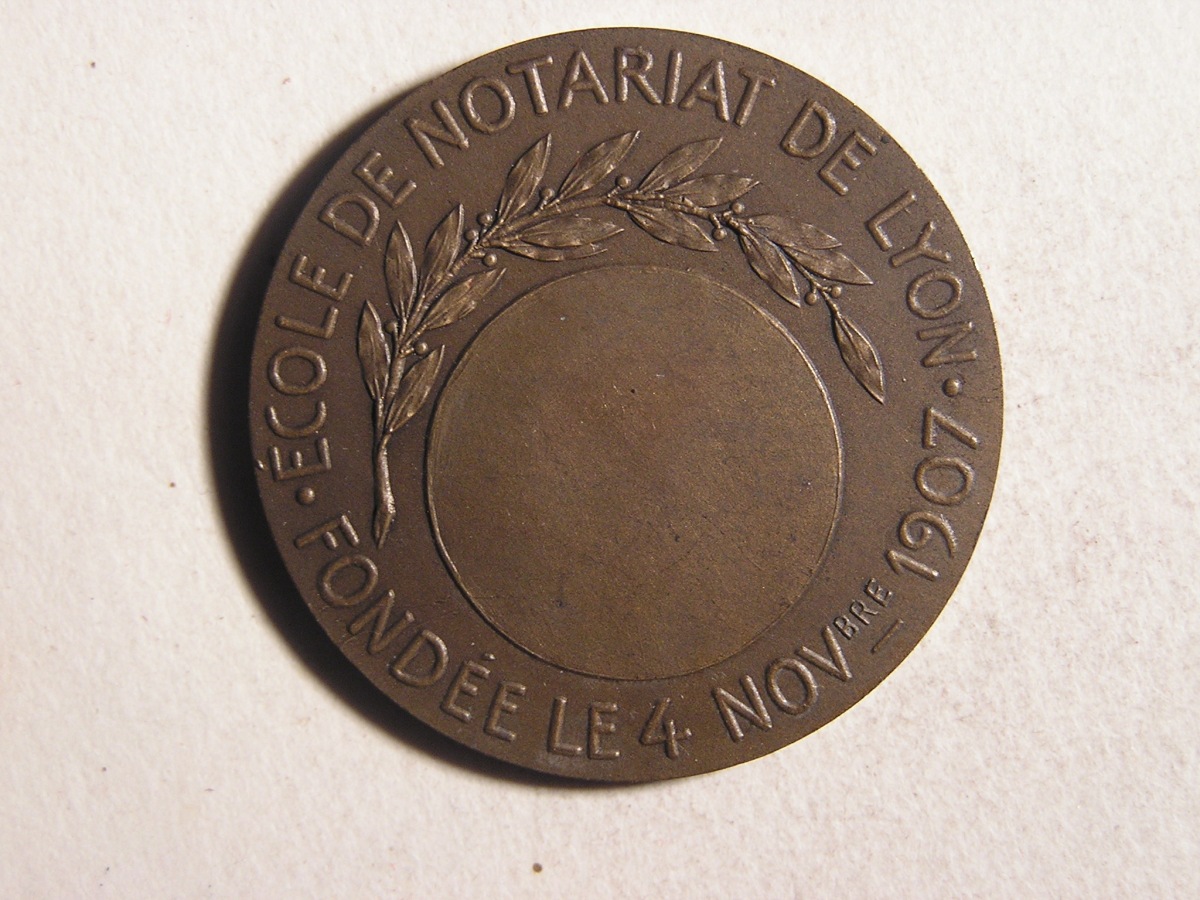 · ÉCOLE DE NOTARIAT DE LYON ·
FONDÉE LE 4 NOVBRE 1907